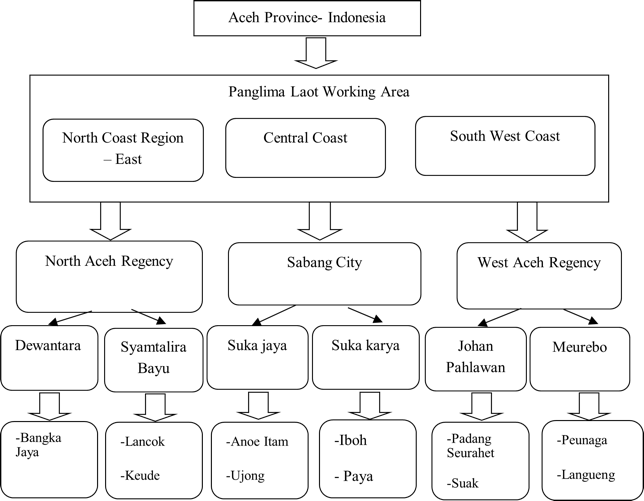 Aceh Province- Indonesia
Panglima Laot Working Area
North Coast Region
– East
Central Coast
South West Coast
North Aceh Regency
Sabang City
West Aceh Regency
Dewantara
Syamtalira
Bayu
Suka jaya
Suka karya
Johan
Pahlawan
Meurebo
-Bangka
Jaya
-Lancok
-Keude
-Anoe Itam
-Ujong
-Iboh
- Paya
-Padang
Seurahet
-Suak
-Peunaga
-Langueng